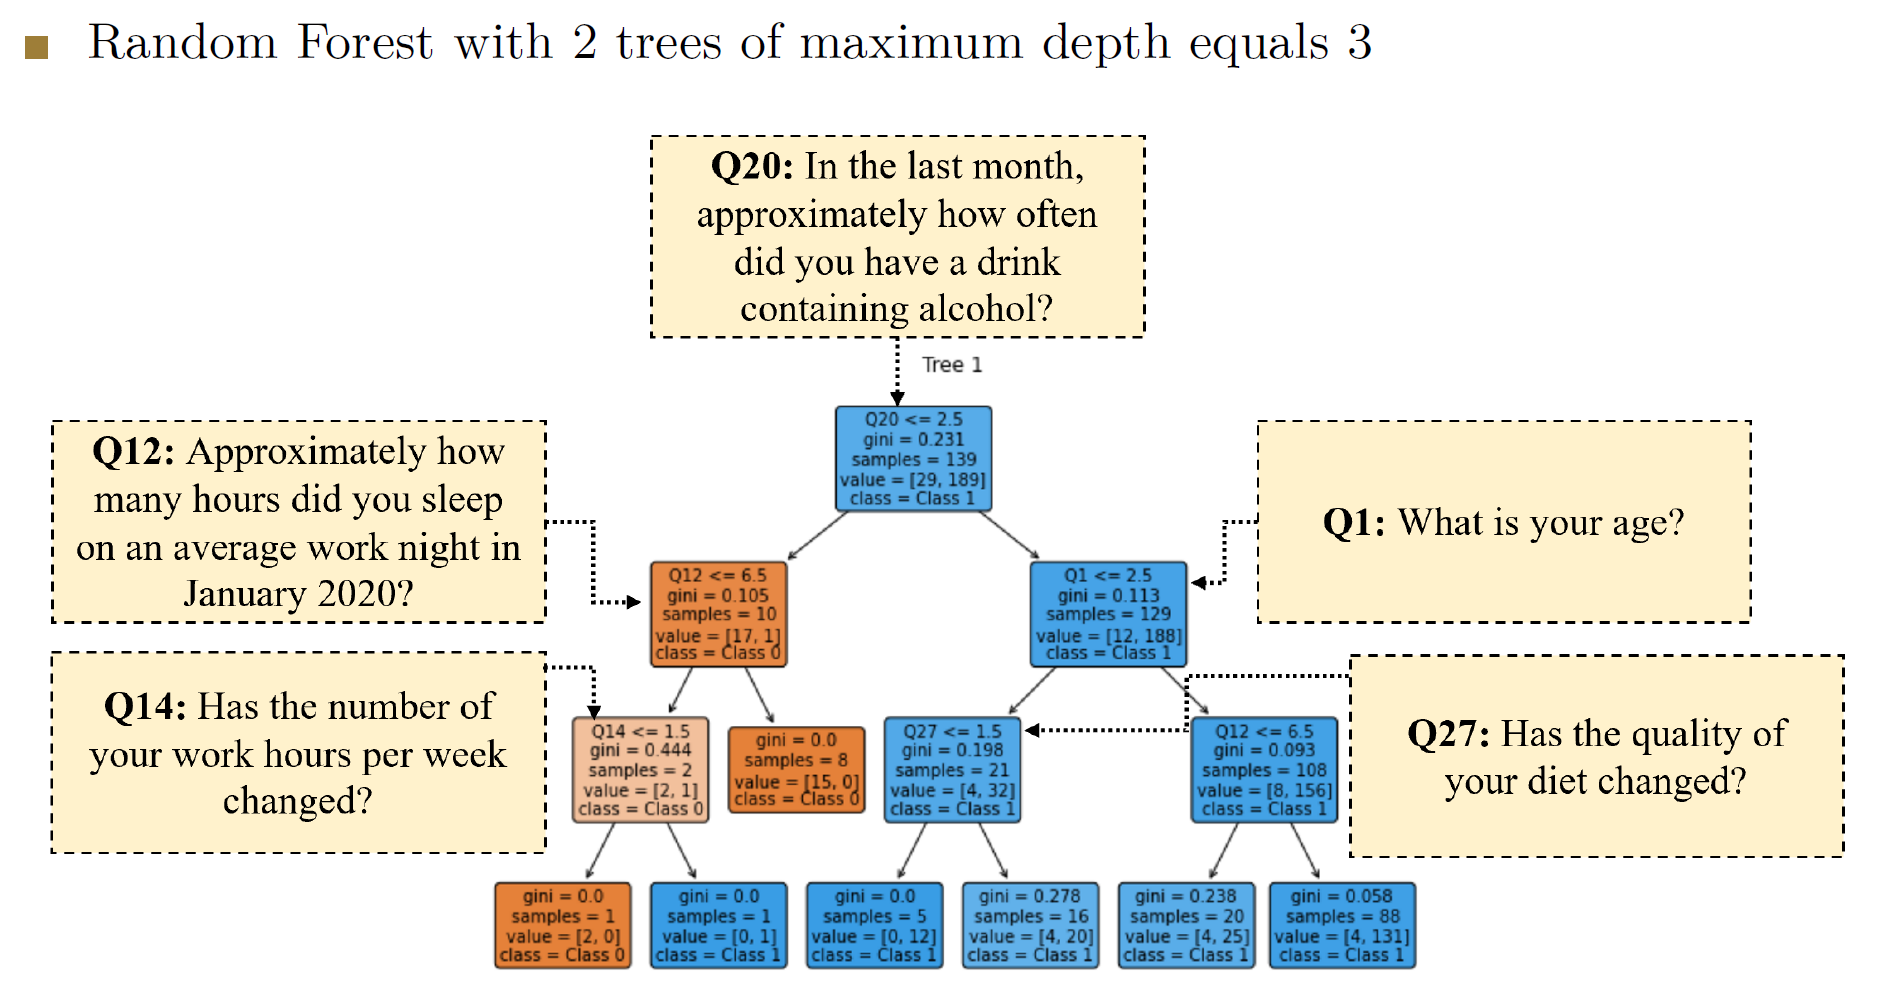 Random Forest with 2 trees of maximum depth equals 3
Q20: In the last month,
approximately how often
did you have a drink
containing alcohol?
Tree 1
Q20 <= 2.5
gini = 0.231
samples = 139
value = [29, 189]
class = Class 1
Q12: Approximately how
many hours did you sleep
on an average work night in
January 2020?
Q1: What is your age?
Q12 <= 6.5
gini = 0.105
samples = 10
value = [17, 1]
class = Class 0
Q1 <= 2.5
gini = 0.113
samples = 129
value = [12, 188]
class = Class 1
Q14: Has the number of
your work hours per week
changed?
Q14 <= 1.5
gini = 0.444
samples = 2
value = [2, 1]
class = Class 0
gini = 0.0
samples = 8
value = [15, 0]
class = Class 0
Q27 <= 1.5
gini = 0.198
samples = 21
value = [4, 32]
class = Class 1
Q12 <= 6.5
gini = 0.093
samples = 108
value = [8, 156]
class = Class 1
Q27: Has the quality of
your diet changed?
gini = 0.0
samples = 1
value = [2, 0]
class = Class 0
gini = 0.0
samples = 1
value = [0, 1]
class = Class 1
gini = 0.0
samples = 5
value = [0, 12]
class = Class 1
gini = 0.278
samples = 16
value = [4, 20]
class = Class 1
gini = 0.238
samples = 20
value = [4, 25]
class = Class 1
gini = 0.058
samples = 88
value = [4, 131]
class = Class 1